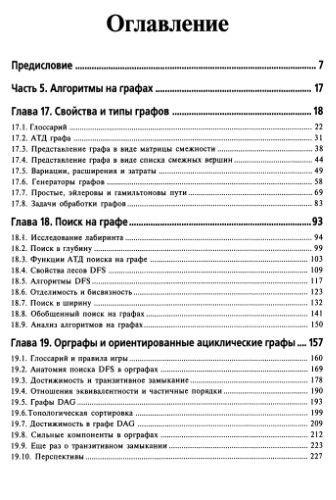 Оглавление
Предисловие ... 7
Часть 5. Алгоритмы на графах ... 17
Глава 17. Свойства и типы графов ... 18
17.1. Глоссарий ... 22
17.2. АТД графа ... 31
17.3. Представление графа в виде матрицы смежности ... 38
17.4. Представление графа в виде списка смежных вершин ... 44
17.5. Вариации, расширения и затраты ... 49
17.6. Генераторы графов ... 58
17.7. Простые, эйлеровы и гамильтоновы пути ... 69
17.8. Задачи обработки графов ... 83
Глава 18. Поиск на графе ... 93
18.1. Исследование лабиринта ... 94
18.2. Поиск в глубину ... 99
18.3. Функции АТД поиска на графе ... 103
18.4. Свойства лесов DFS ... 109
18.5. Алгоритмы DFS ... 117
18.6. Отделимость и бисвязность ... 123
18.7. Поиск в ширину ... 132
18.8. Обобщенный поиск на графах ... 141
18.9. Анализ алгоритмов на графах ... 150
Глава 19. Орграфы и ориентированные ациклические графы ... 157
19.1. Глоссарий и правила игры ... 160
19.2. Анатомия поиска DFS в орграфах ... 169
19.3. Достижимость и транзитивное замыкание ... 178
19.4. Отношения эквивалентности и частичные порядки ... 190
19.5. Графы DAG ... 193
19.6.Топологическая сортировка ... 199
19.7. Достижимость в графе DAG ... 209
19.8. Сильные компоненты в орграфах ... 212
19.9. Еще раз о транзитивном замыкании ... 223
19.10. Перспективы ... 227